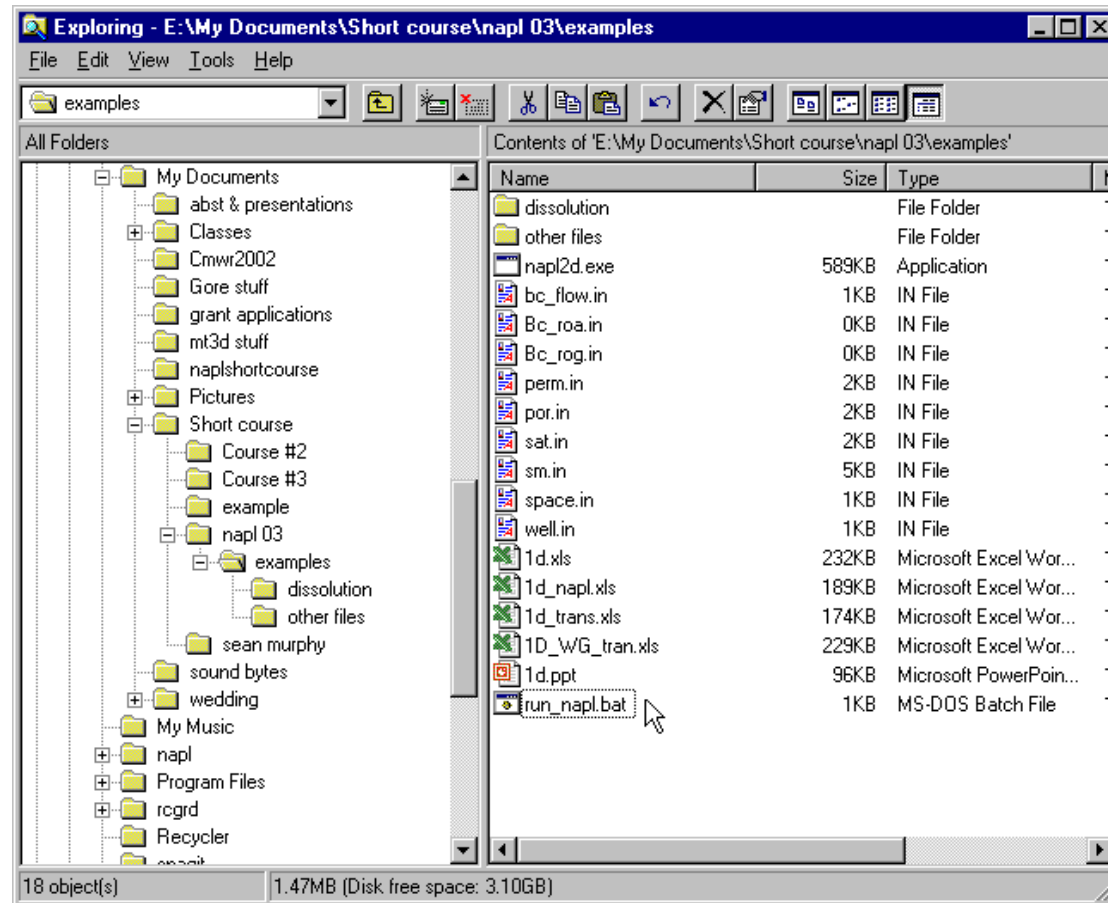 Exploring - E:\My Documents\Short course\napl 03\examples
File Edit View Tools Help
examples
All Folders
Contents of 'E:\My Documents\Short course\napl 03\examples'
My Documents
abst & presentations
Classes
Cmwr2002
Gore stuff
grant applications
mt3d stuff
naplshortcourse
Pictures
Short course
Course #2
Course #3
example
napl 03
examples
dissolution
other files
sean murphy
sound bytes
wedding
My Music
napl
Program Files
rcgrd
Recycler
Name Size Type
dissolution File Folder
other files File Folder
napl2d.exe 589KB Application
bc_flow.in 1KB IN File
Bc_roa.in 0KB IN File
Bc_rog.in 0KB IN File
perm.in 2KB IN File
por.in 2KB IN File
sat.in 2KB IN File
sm.in 5KB IN File
space.in 1KB IN File
well.in 1KB IN File
1d.xls 232KB Microsoft Excel Wor...
1d_napl.xls 189KB Microsoft Excel Wor...
1d_trans.xls 174KB Microsoft Excel Wor...
1D_WG_tran.xls 229KB Microsoft Excel Wor...
1d.ppt 96KB Microsoft PowerPoin...
run_napl.bat 1KB MS-DOS Batch File
18 object(s) 1.47MB (Disk free space: 3.10GB)